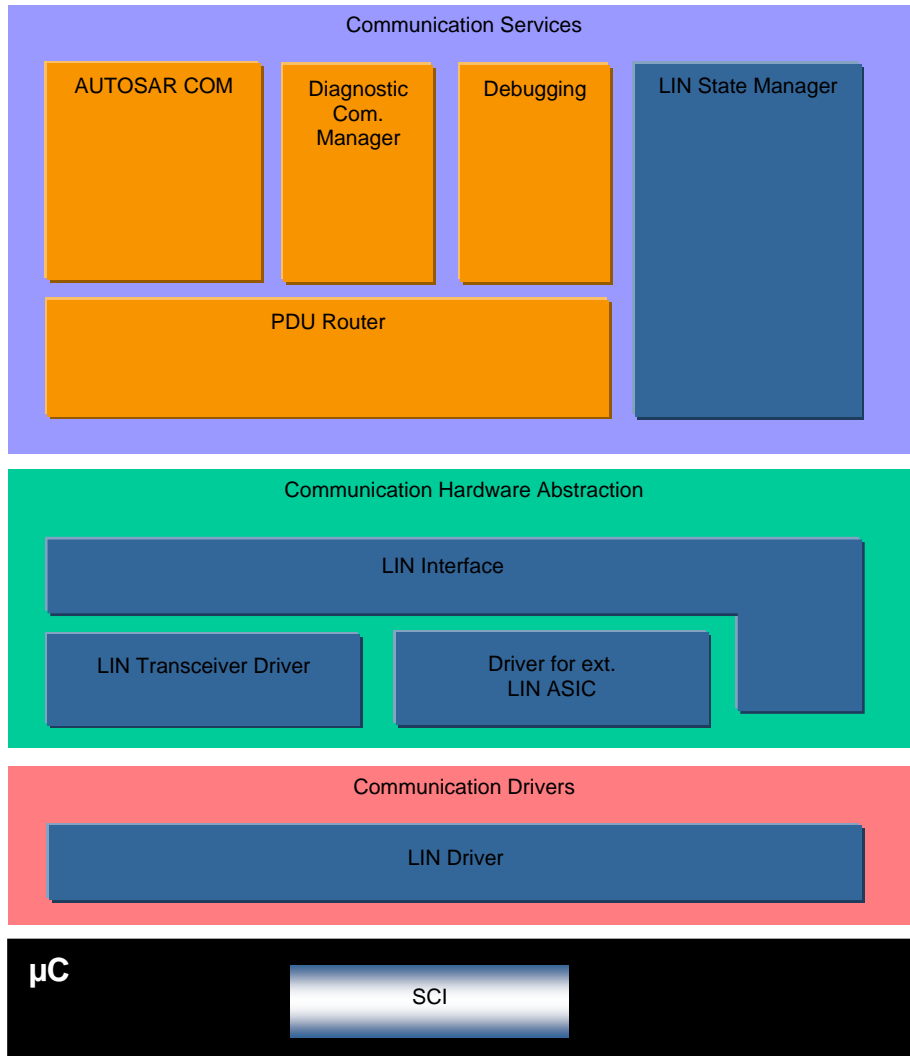 Communication Services
AUTOSAR COM
Diagnostic
Com.
Manager
Debugging
LIN State Manager
PDU Router
Communication Hardware Abstraction
LIN Interface
LIN Transceiver Driver
Driver for ext.
LIN ASIC
Communication Drivers
LIN Driver
µC
SCI